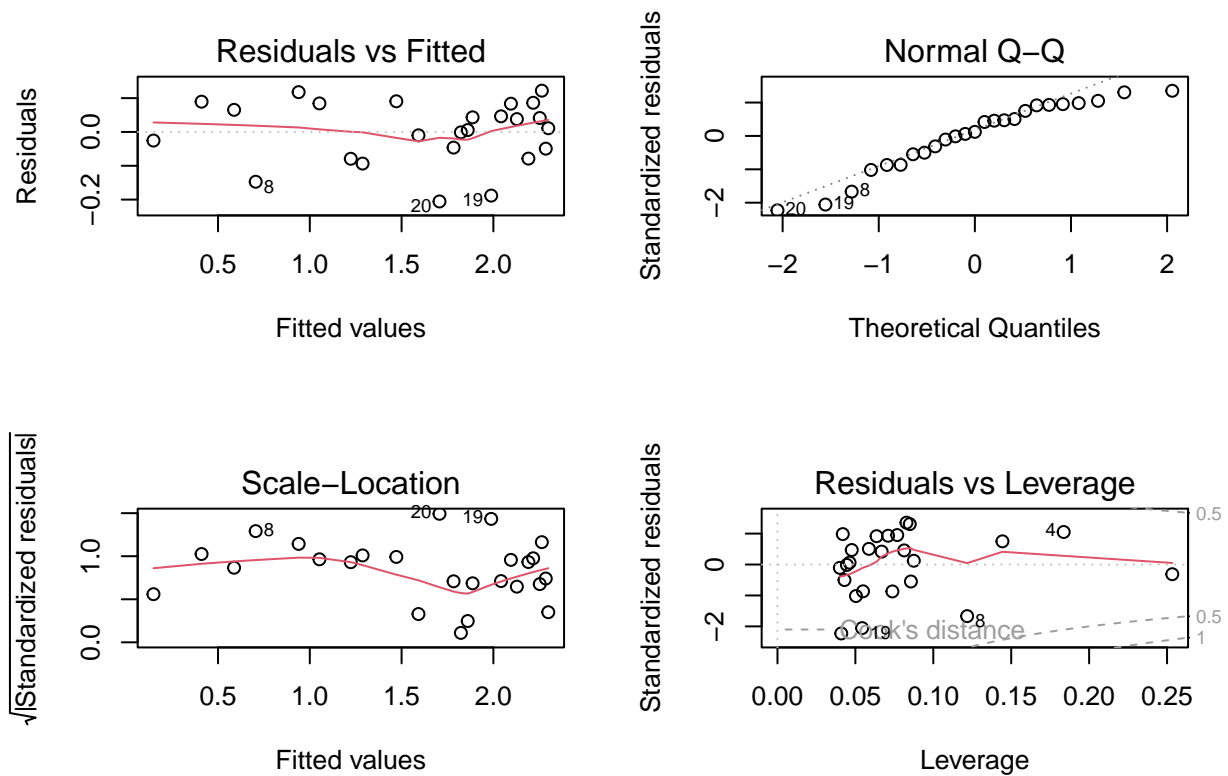 Residuals vs Fitted
Residuals
0.0
−0.2
8
20
19
0.5 1.0 1.5 2.0
Fitted values
Normal Q−Q
Standardized residuals
0
−2
20
19
8
−2 −1 0 1 2
Theoretical Quantiles
Scale−Location
√|Standardized residuals|
1.0
0.0
8
20
19
0.5 1.0 1.5 2.0
Fitted values
Residuals vs Leverage
Standardized residuals
0
−2
4
8
19
Cook's distance
0.5
0.5
1
0.00 0.05 0.10 0.15 0.20 0.25
Leverage